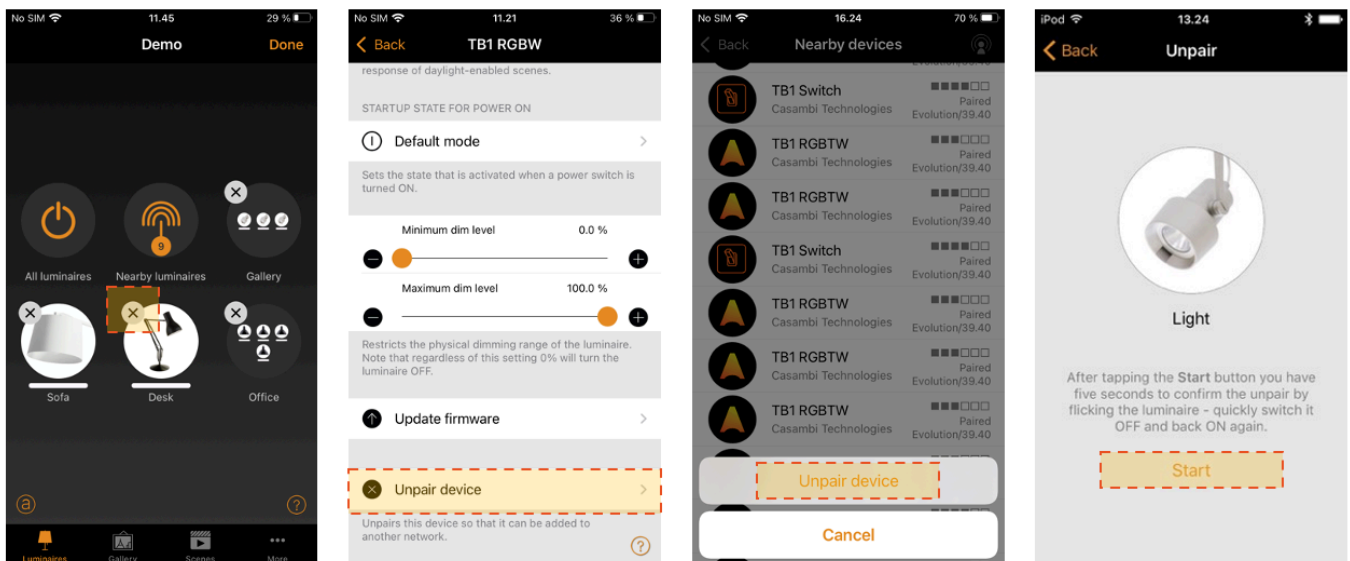 No SIM 11.45 29 %
Demo Done
9
All luminaires Nearby luminaires Gallery
Sofa Desk Office
a ?
Luminaires Gallery Scenes More
No SIM 11.21 36 %
Back TB1 RGBW
response of daylight-enabled scenes.
STARTUP STATE FOR POWER ON
Default mode
Sets the state that is activated when a power switch is
turned ON.
Minimum dim level 0.0 %
Maximum dim level 100.0 %
Restricts the physical dimming range of the luminaire.
Note that regardless of this setting 0% will turn the
luminaire OFF.
Update firmware
Unpair device
Unpairs this device so that it can be added to
another network.
?
No SIM 16.24 70 %
Back Nearby devices
TB1 Switch
Casambi Technologies
Paired
Evolution/39.40
TB1 RGBTW
Casambi Technologies
Paired
Evolution/39.40
TB1 RGBTW
Casambi Technologies
Paired
Evolution/39.40
TB1 Switch
Casambi Technologies
Paired
Evolution/39.40
TB1 RGBTW
Casambi Technologies
Paired
Evolution/39.40
TB1 RGBTW
Casambi Technologies
Paired
Evolution/39.40
TB1 RGBTW
Casambi Technologies
Paired
Evolution/39.40
Unpair device
Cancel
iPod 13.24
Back Unpair
Light
After tapping the Start button you have
five seconds to confirm the unpair by
flicking the luminaire - quickly switch it
OFF and back ON again.
Start